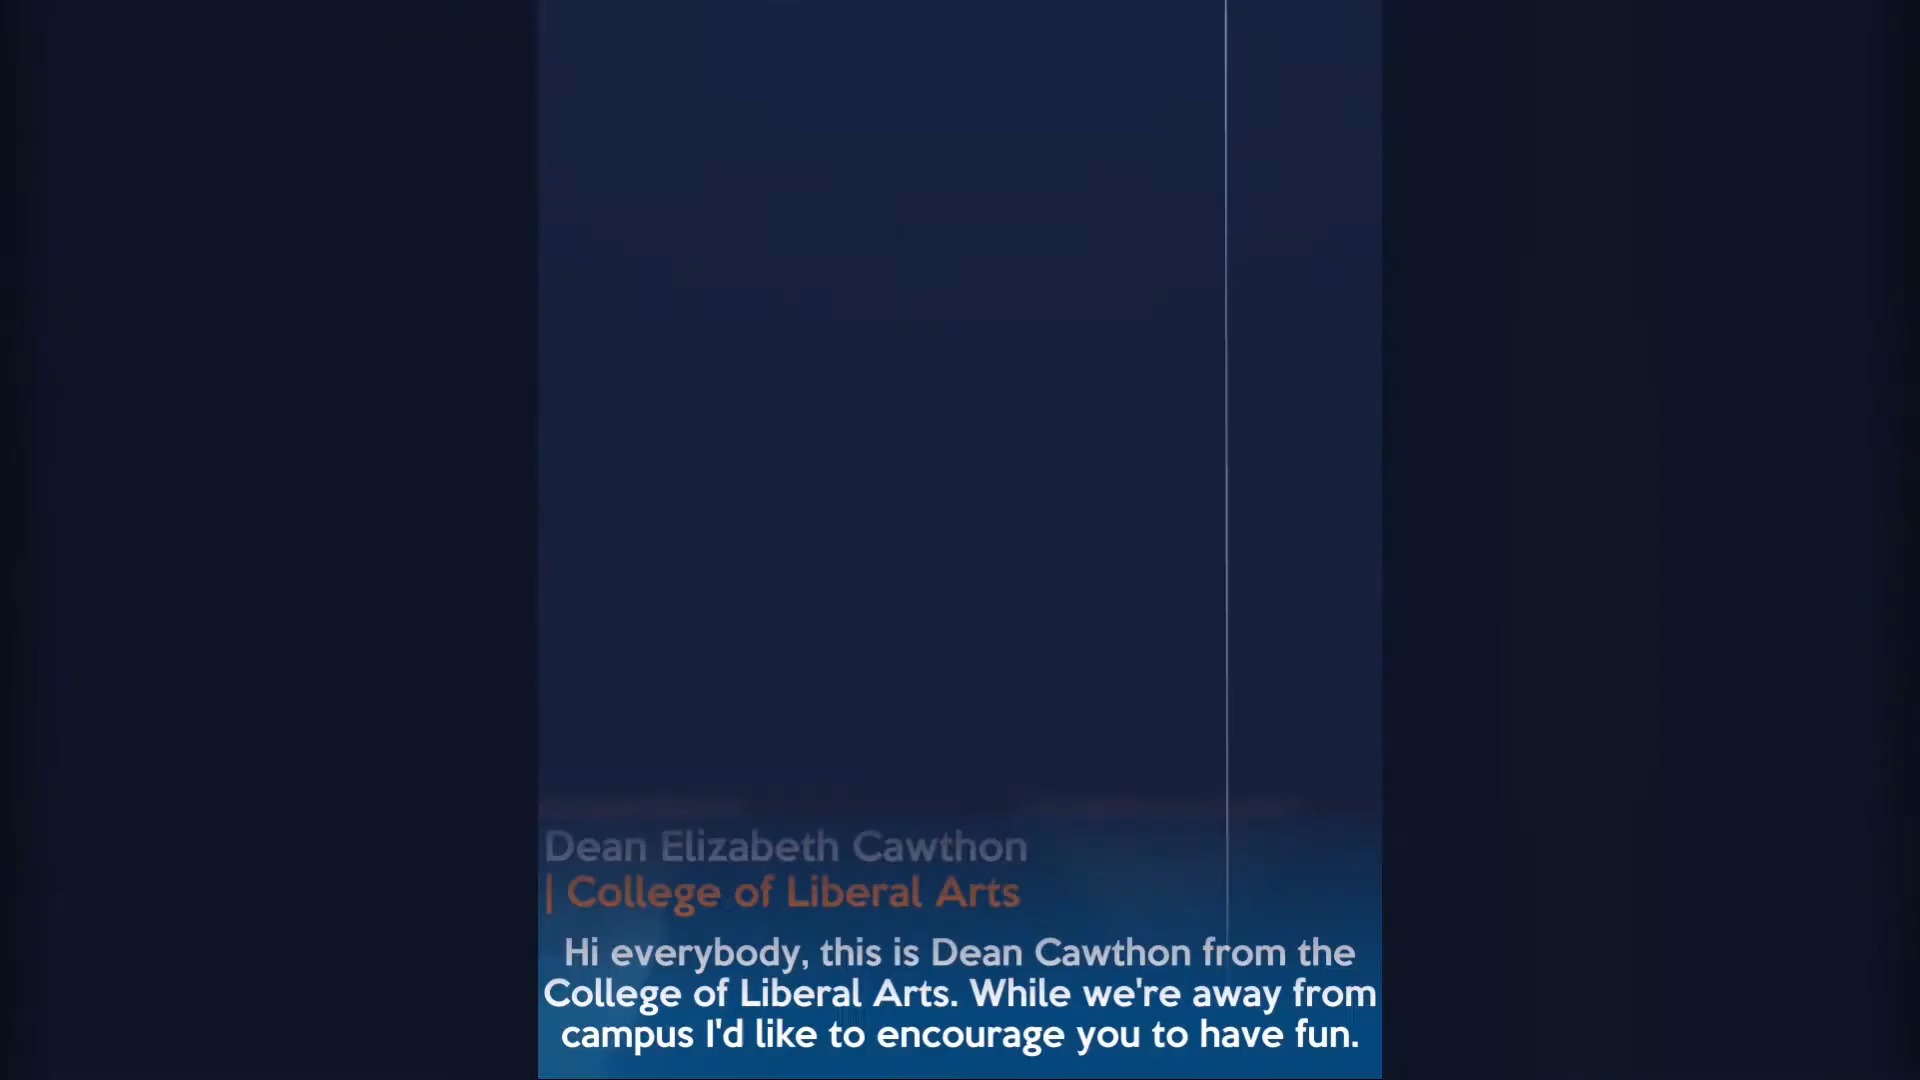 Dean Elizabeth Cawthon
| College of Liberal Arts
Hi everybody, this is Dean Cawthon from the
College of Liberal Arts. While we're away from
campus I'd like to encourage you to have fun.